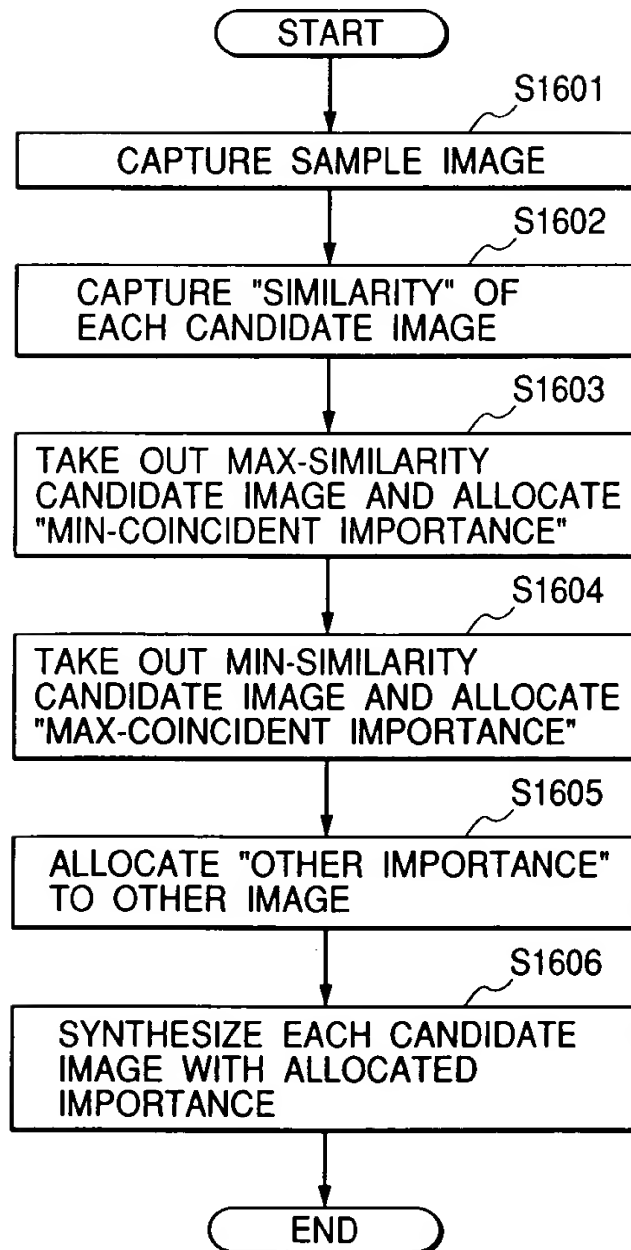 START
S1601
CAPTURE SAMPLE IMAGE
S1602
CAPTURE "SIMILARITY" OF
EACH CANDIDATE IMAGE
S1603
TAKE OUT MAX-SIMILARITY
CANDIDATE IMAGE AND ALLOCATE
"MIN-COINCIDENT IMPORTANCE"
S1604
TAKE OUT MIN-SIMILARITY
CANDIDATE IMAGE AND ALLOCATE
"MAX-COINCIDENT IMPORTANCE"
S1605
ALLOCATE "OTHER IMPORTANCE"
TO OTHER IMAGE
S1606
SYNTHESIZE EACH CANDIDATE
IMAGE WITH ALLOCATED
IMPORTANCE
END